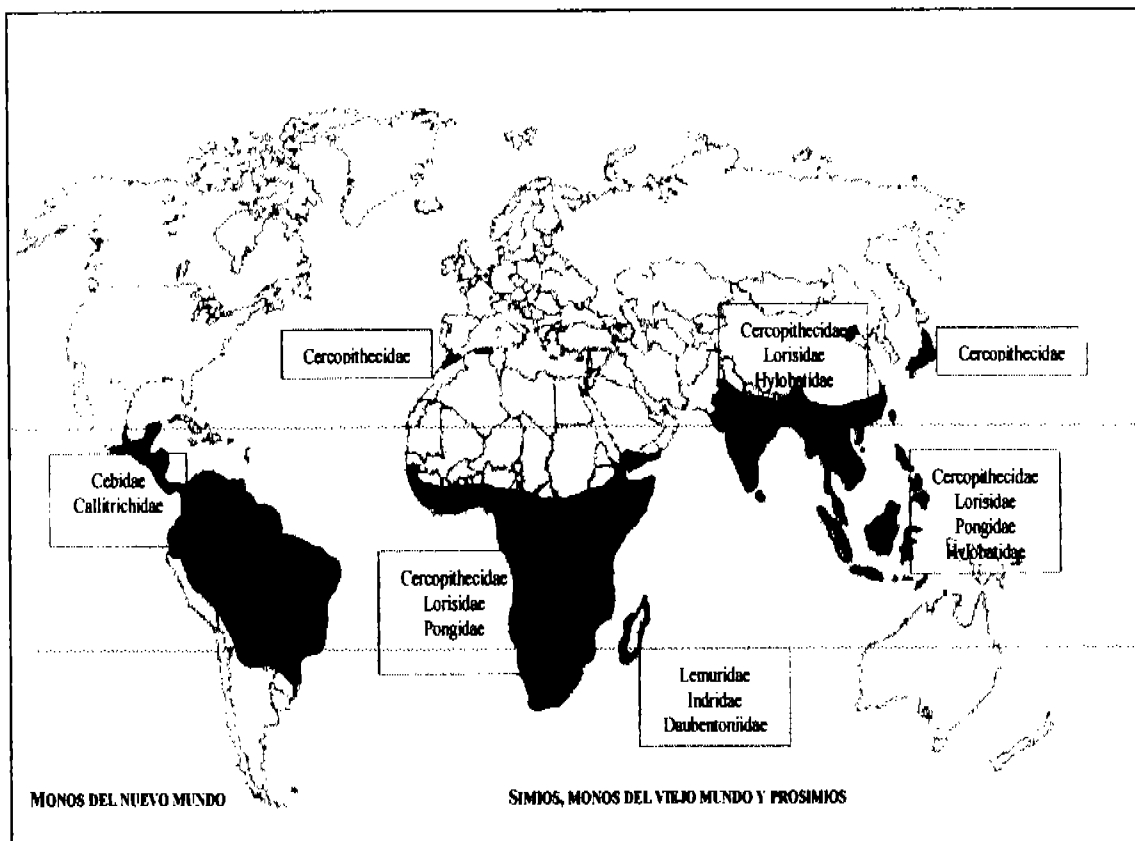 Cercopithecidae
Cercopithecidae
Lorisidae
Hylobatidae
Cercopithecidae
Cebidae
Callitrichidae
Cercopithecidae
Lorisidae
Pongidae
Hylobatidae
Cercopithecidae
Lorisidae
Pongidae
Lemuridae
Indridae
Daubentoniidae
MONOS DEL NUEVO MUNDO
SIMIOS, MONOS DEL VIEJO MUNDO Y PROSIMIOS